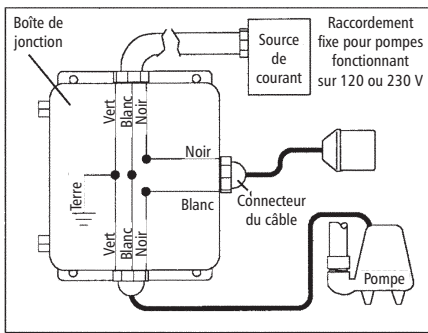 Boîte de
jonction
Source
de
courant
Raccordement
fixe pour pompes
fonctionnant
sur 120 ou 230 V
Vert
Blanc
Noir
Noir
Blanc
Connecteur
du câble
Terre
Vert
Blanc
Noir
Pompe